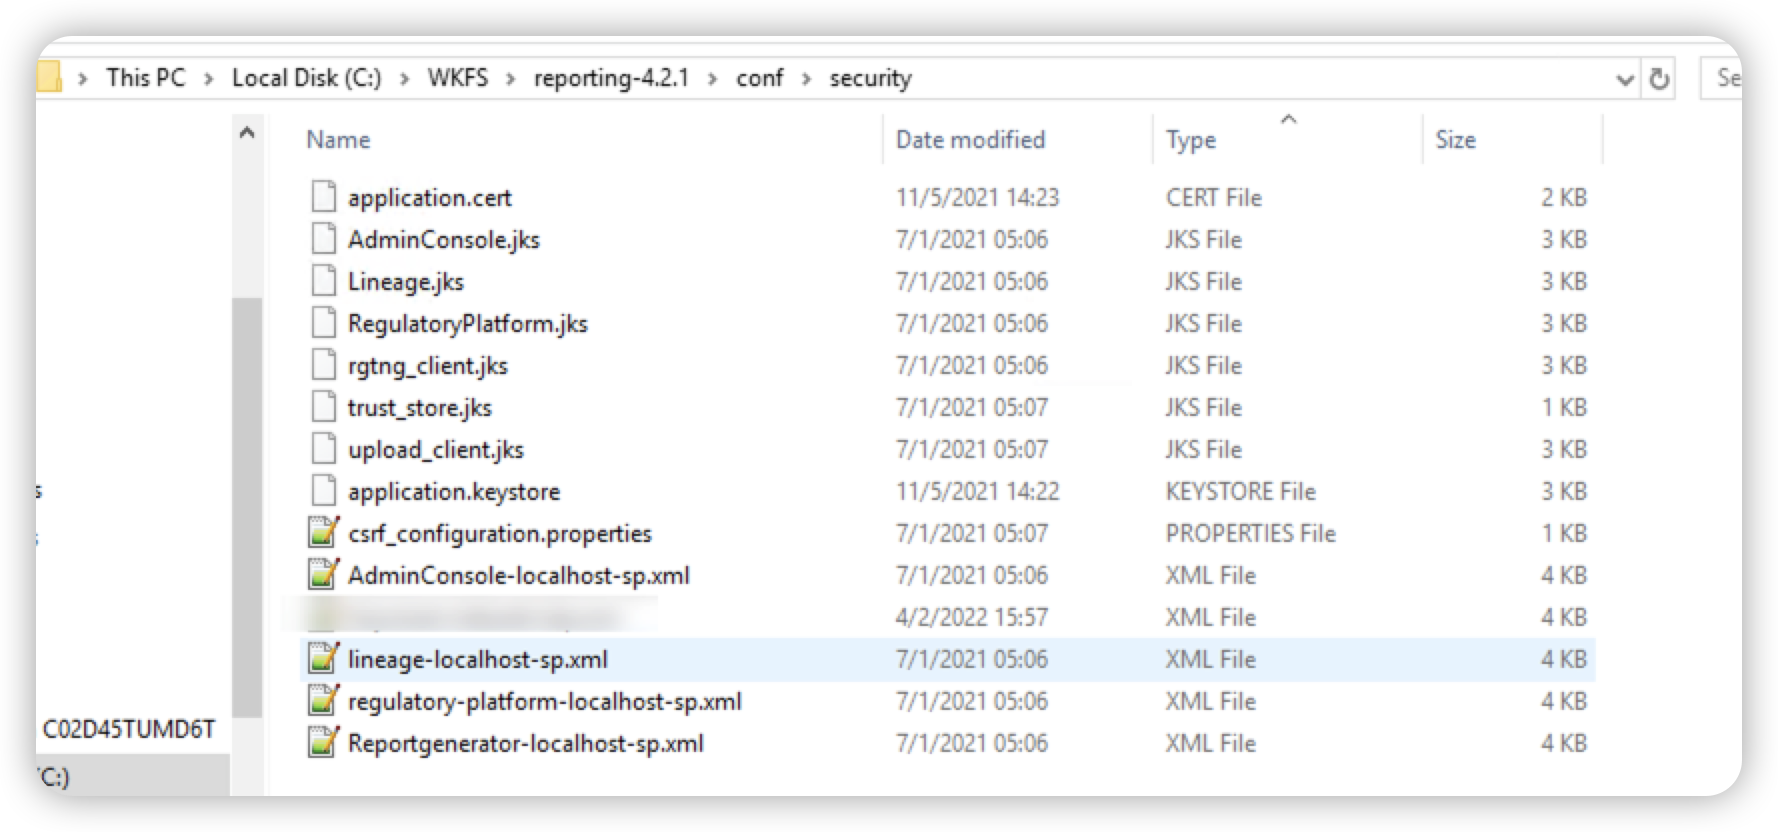 This PC > Local Disk (C:) > WKFS > reporting-4.2.1 > conf > security Se
Name Date modified Type Size
application.cert 11/5/2021 14:23 CERT File 2 KB
AdminConsole.jks 7/1/2021 05:06 JKS File 3 KB
Lineage.jks 7/1/2021 05:06 JKS File 3 KB
RegulatoryPlatform.jks 7/1/2021 05:06 JKS File 3 KB
rgtng_client.jks 7/1/2021 05:06 JKS File 3 KB
trust_store.jks 7/1/2021 05:07 JKS File 1 KB
upload_client.jks 7/1/2021 05:07 JKS File 3 KB
s application.keystore 11/5/2021 14:22 KEYSTORE File 3 KB
s csrf_configuration.properties 7/1/2021 05:07 PROPERTIES File 1 KB
AdminConsole-localhost-sp.xml 7/1/2021 05:06 XML File 4 KB
4/2/2022 15:57 XML File 4 KB
lineage-localhost-sp.xml 7/1/2021 05:06 XML File 4 KB
regulatory-platform-localhost-sp.xml 7/1/2021 05:06 XML File 4 KB
C02D45TUMD6T Reportgenerator-localhost-sp.xml 7/1/2021 05:06 XML File 4 KB
(C:)